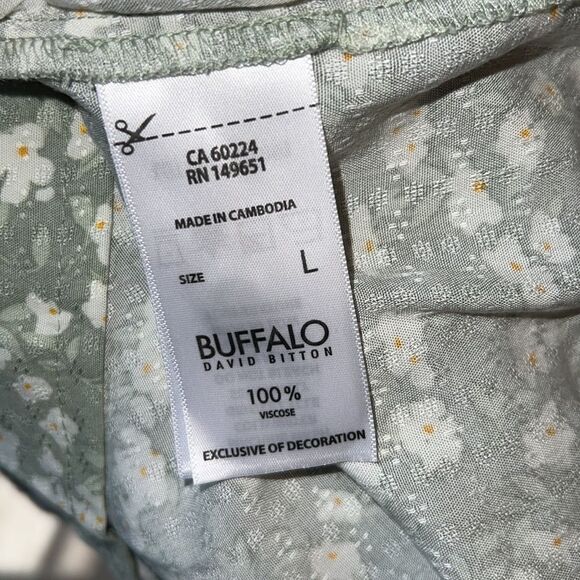 CA 60224
RN 149651
MADE IN CAMBODIA
SIZE L
BUFFALO
DAVID BITTON
100%
VISCOSE
EXCLUSIVE OF DECORATION